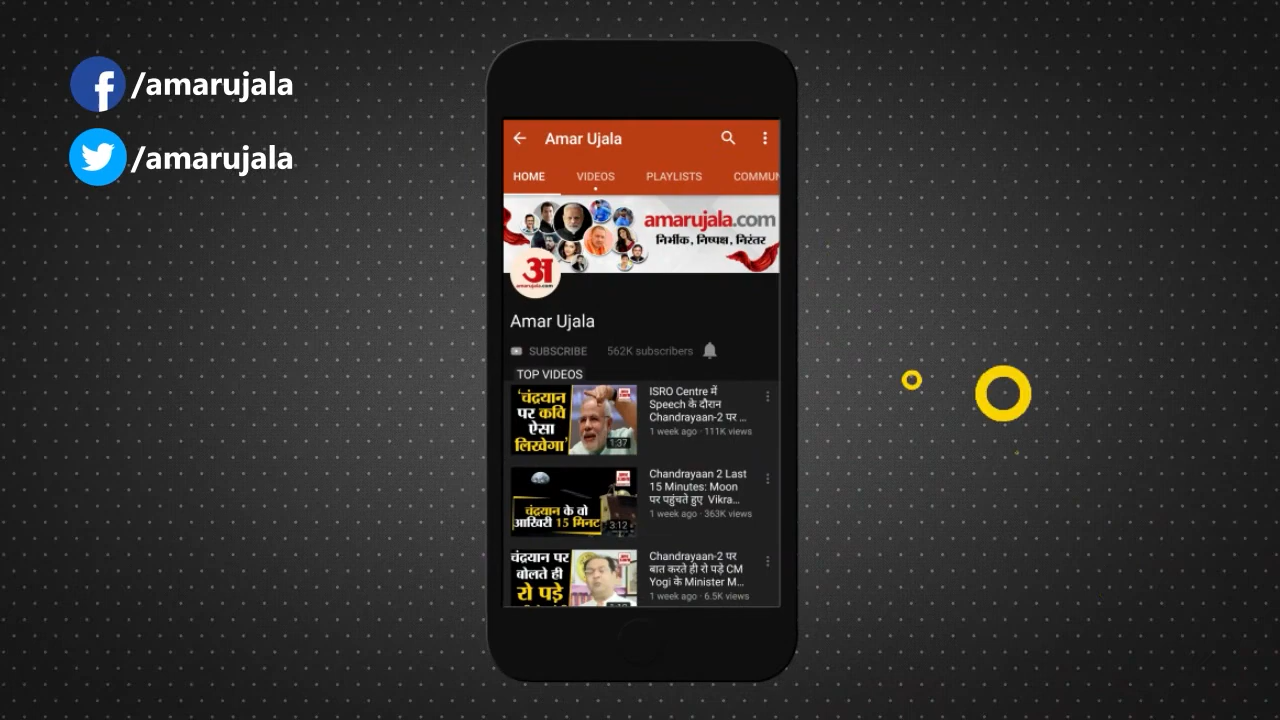 /amarujala
/amarujala
Amar Ujala
HOME VIDEOS PLAYLISTS COMMUN
amarujala.com
निर्भीक, निष्पक्ष, निरंतर
अ
amarujala.com
Amar Ujala
SUBSCRIBE 562K subscribers
TOP VIDEOS
'चंद्रयान
पर कवि
ऐसा
लिखेगा'
1:37
ISRO Centre में
Speech के दौरान
Chandrayaan-2 पर ...
1 week ago · 111K views
चंद्रयान के वो
आखिरी 15 मिनट
3:12
Chandrayaan 2 Last
15 Minutes: Moon
पर पहुंचते हुए Vikra...
1 week ago · 363K views
चंद्रयान पर
बोलते ही
रो पड़े
Chandrayaan-2 पर
बात करते ही रो पड़े CM
Yogi के Minister M...
1 week ago · 6.5K views